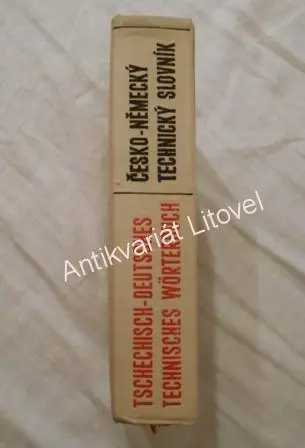 ČESKO-NĚMECKÝ
TECHNICKÝ SLOVNÍK
TSCHECHISCH-DEUTSCHES
TECHNISCHES WÖRTERBUCH
Antikvariát Litovel